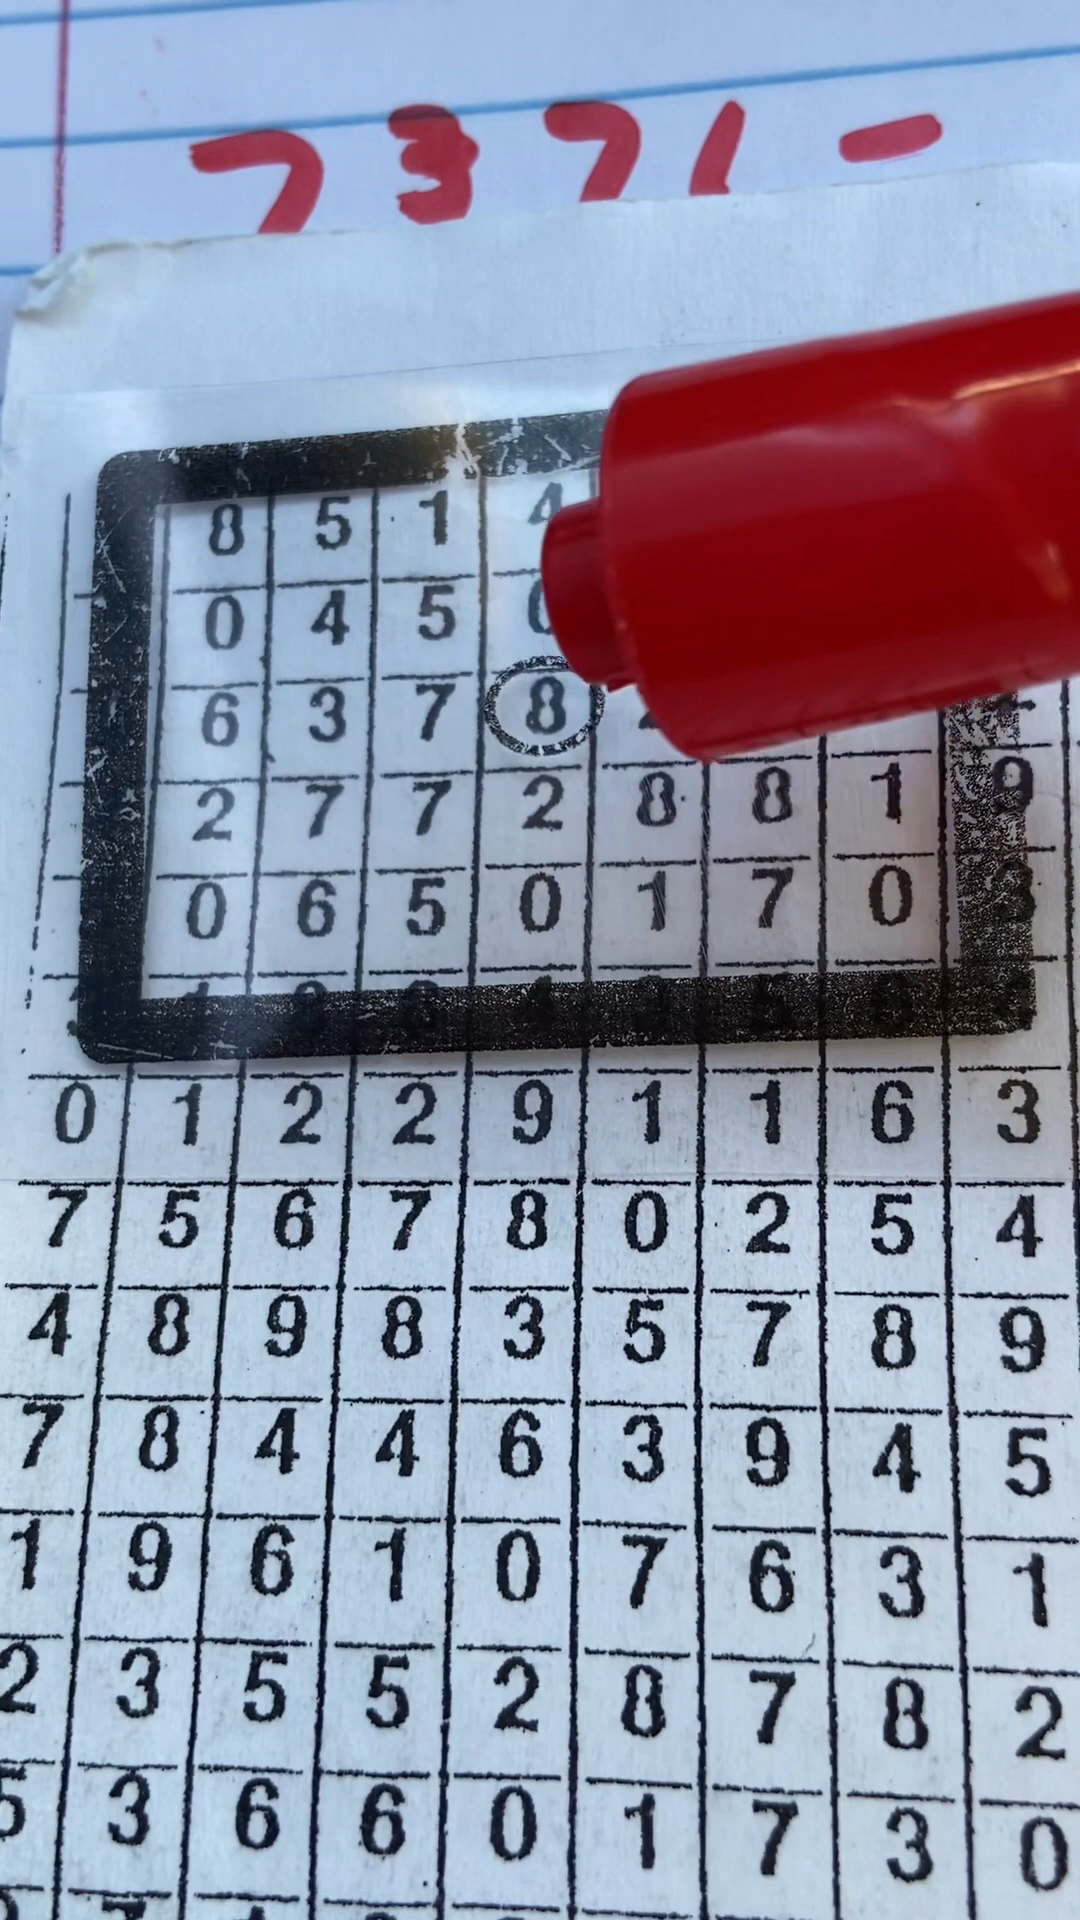 7371-
8 5 1 4
0 4 5
6 3 7 8
2 7 7 2 8 8 1 9
0 6 5 0 1 7 0 3
0 1 2 2 9 1 1 6 3
7 5 6 7 8 0 2 5 4
4 8 9 8 3 5 7 8 9
7 8 4 4 6 3 9 4 5
1 9 6 1 0 7 6 3 1
2 3 5 5 2 8 7 8 2
5 3 6 6 0 1 7 3 0